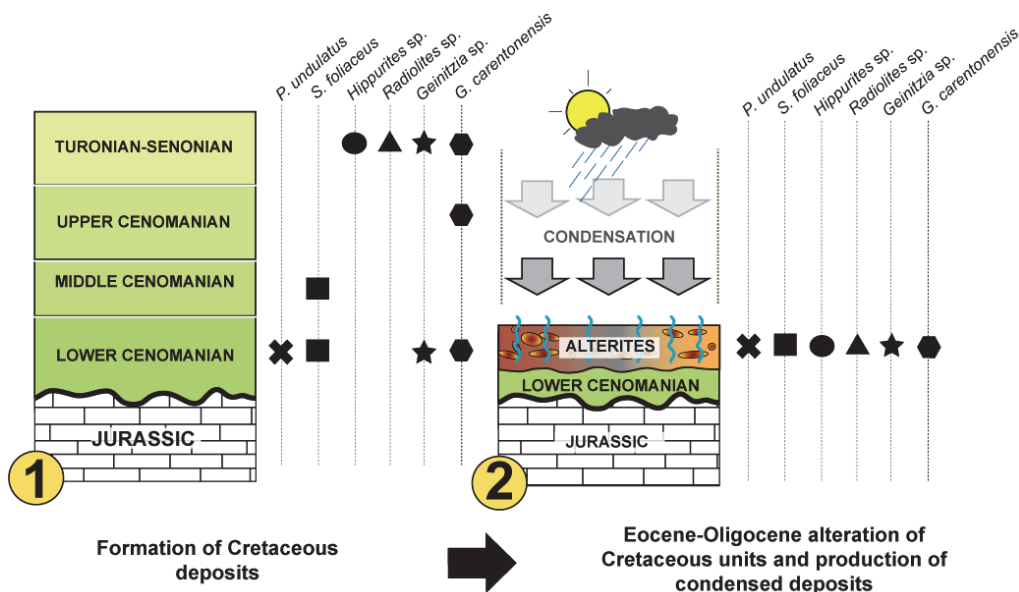 P. undulatus
S. foliaceus
Hippurites sp.
Radiolites sp.
Geinitzia sp.
G. carentonensis
TURONIAN-SENONIAN
UPPER CENOMANIAN
MIDDLE CENOMANIAN
LOWER CENOMANIAN
JURASSIC
1
Formation of Cretaceous
deposits
P. undulatus
S. foliaceus
Hippurites sp.
Radiolites sp.
Geinitzia sp.
G. carentonensis
CONDENSATION
ALTERITES
LOWER CENOMANIAN
JURASSIC
2
Eocene-Oligocene alteration of
Cretaceous units and production of
condensed deposits